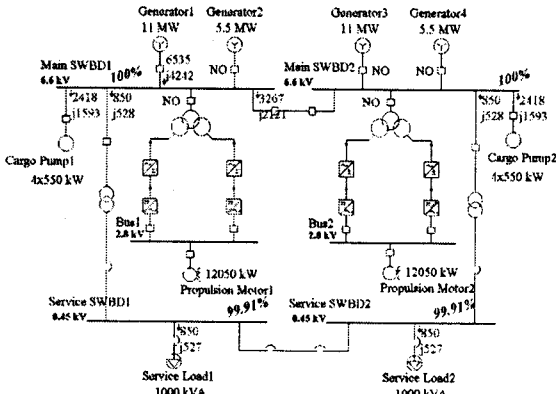 Generator1 Generator2 Generator3 Generator4
11 MW 5.5 MW 11 MW 5.5 MW
6535
j4242
NO NO NO
Main SWBD1 Main SWBD2
6.6 kV 100% 6.6 kV 100%
2418 850 NO 3267 NO 850 2418
j1593 j528 j2121 j528 j1593
Cargo Pump1 Cargo Pump2
4x550 kW 4x550 kW
Bus1 Bus2
2.8 kV 2.8 kV
12050 kW 12050 kW
Propulsion Motor1 Propulsion Motor2
Service SWBD1 99.91% Service SWBD2 99.91%
0.45 kV 0.45 kV
850 850
j527 j527
Service Load1 Service Load2
1000 kVA 1000 kVA